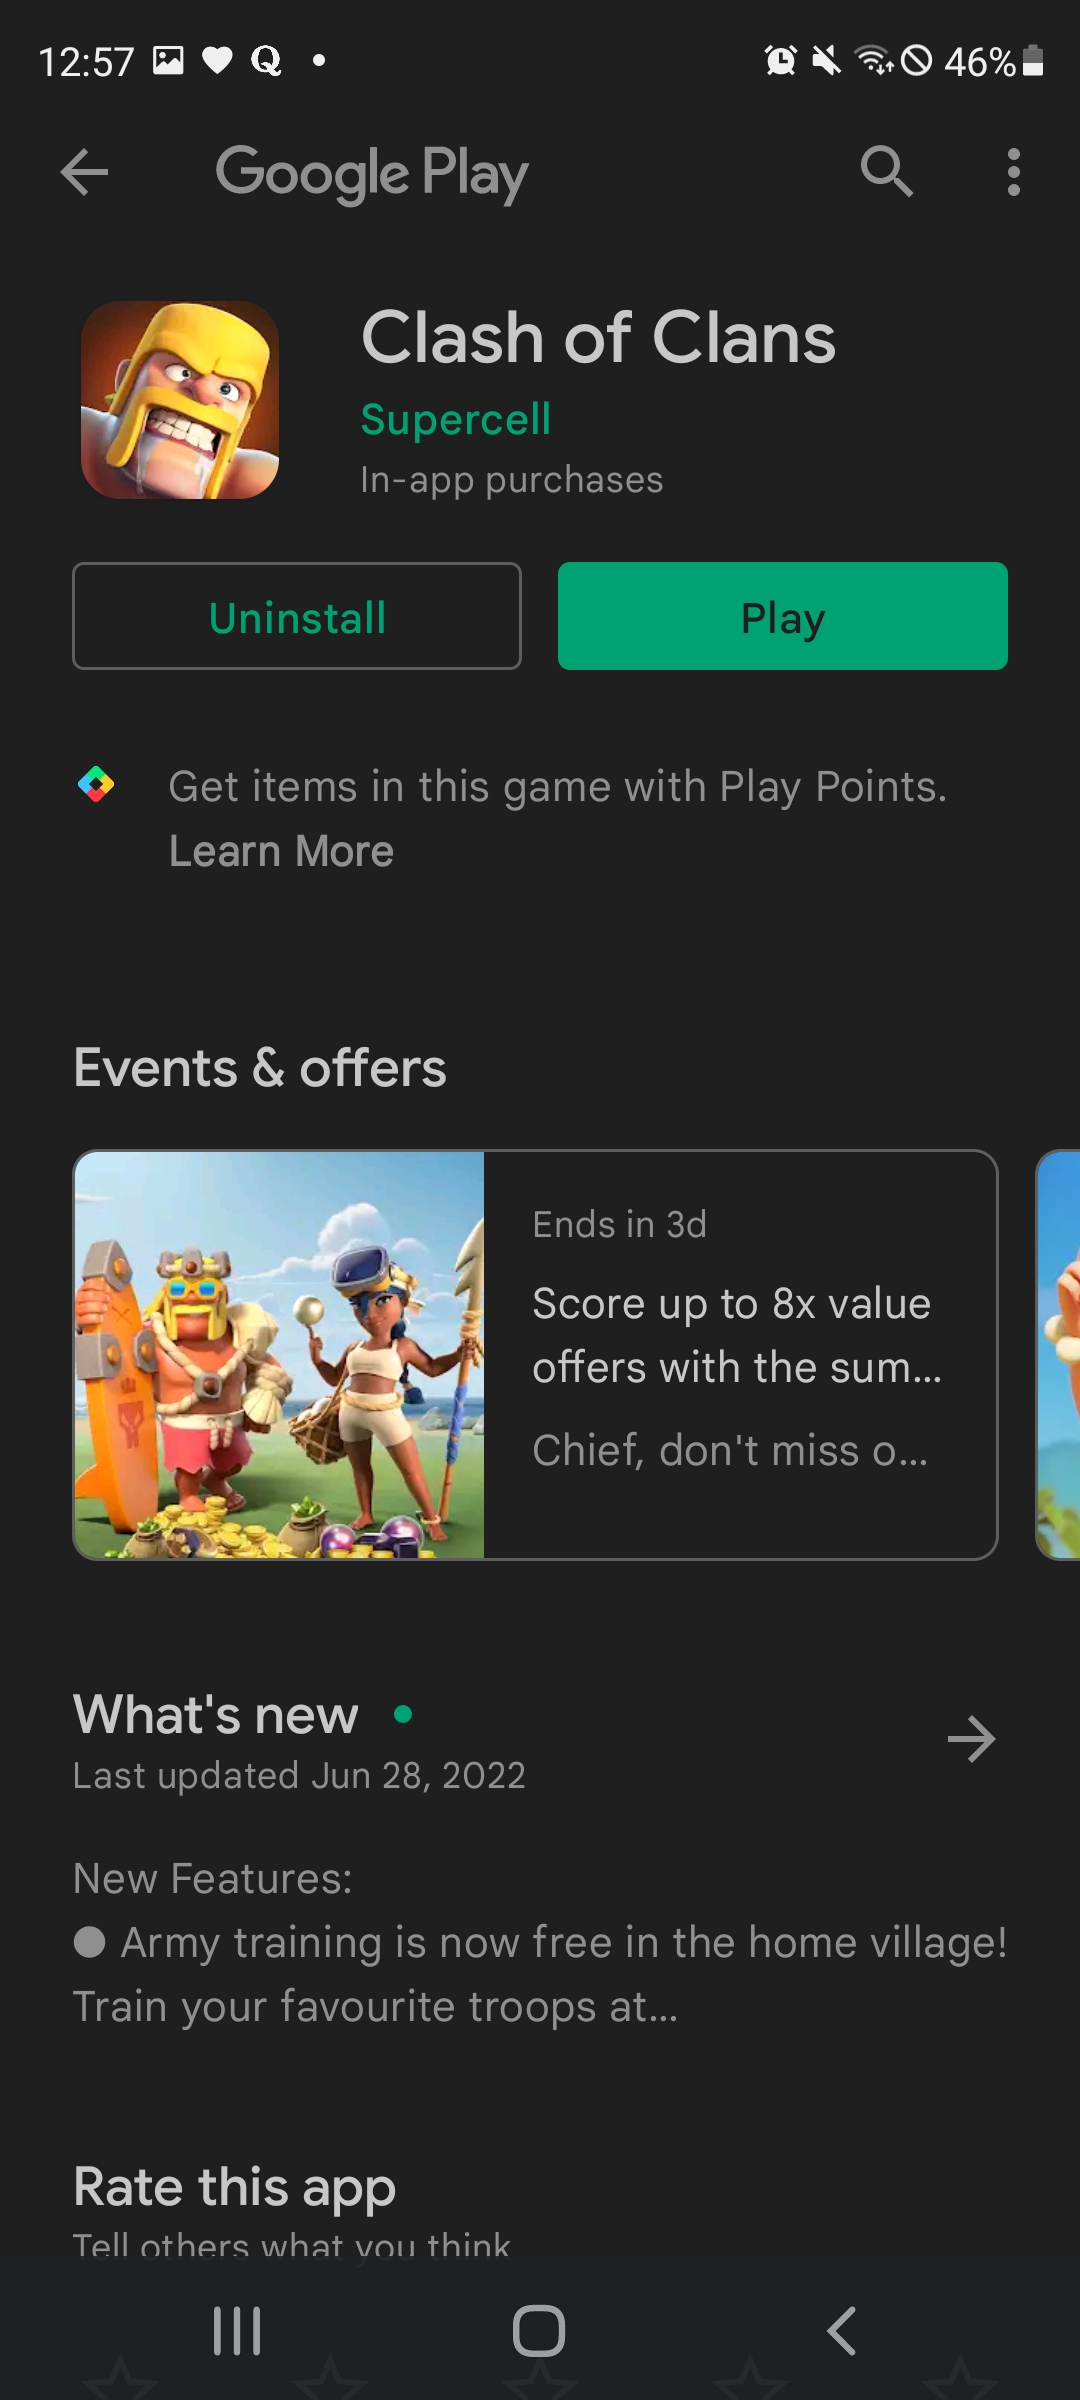 12:57
46%
Google Play
Clash of Clans
Supercell
In-app purchases
Uninstall
Play
Get items in this game with Play Points.
Learn More
Events & offers
Ends in 3d
Score up to 8x value
offers with the sum...
Chief, don't miss o...
What's new
Last updated Jun 28, 2022
New Features:
● Army training is now free in the home village!
Train your favourite troops at...
Rate this app
Tell others what you think